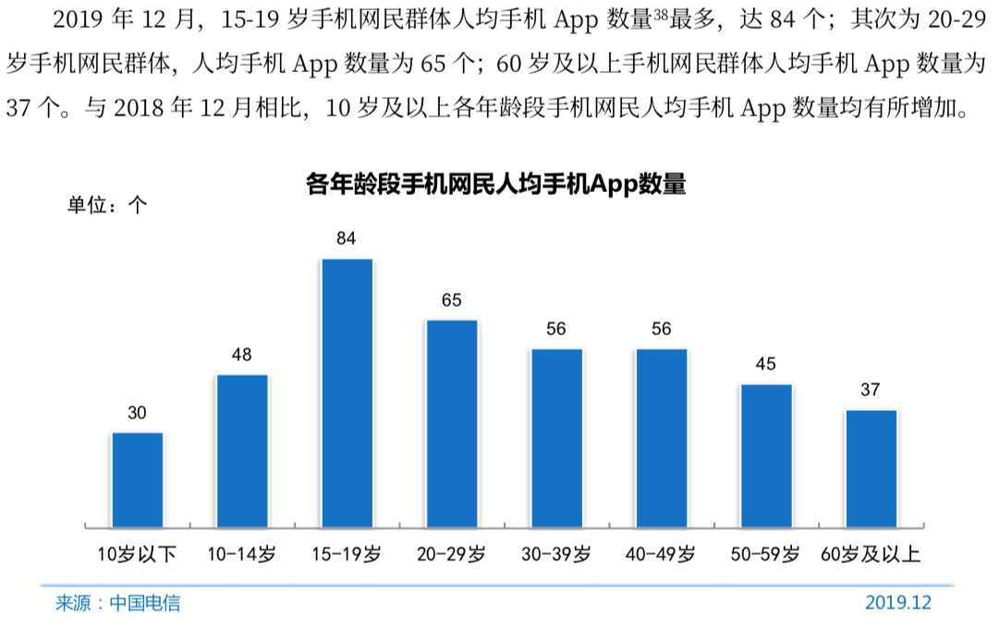 2019 年 12 月，15-19 岁手机网民群体人均手机 App 数量38最多，达 84 个；其次为 20-29
岁手机网民群体，人均手机 App 数量为 65 个；60 岁及以上手机网民群体人均手机 App 数量为
37 个。与 2018 年 12 月相比，10 岁及以上各年龄段手机网民人均手机 App 数量均有所增加。
各年龄段手机网民人均手机App数量
单位：个
84
65
56
56
48
45
37
30
10岁以下
10-14岁
15-19岁
20-29岁
30-39岁
40-49岁
50-59岁
60岁及以上
来源：中国电信
2019.12